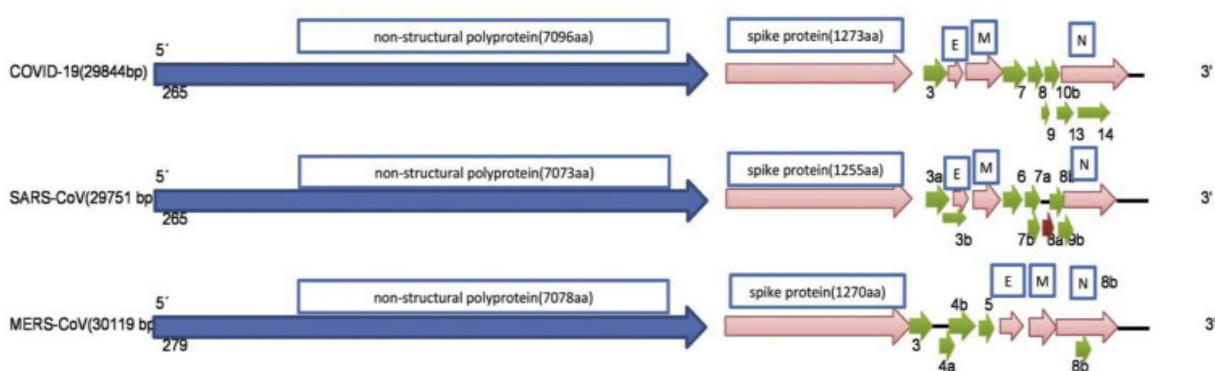 non-structural polyprotein(7096aa)
spike protein(1273aa)
E
M
N
5´
COVID-19(29844bp)
3'
265
3
7
8
10b
9
13
14
non-structural polyprotein(7073aa)
spike protein(1255aa)
E
M
N
5´
3a
6
7a
SARS-CoV(29751 bp)
3'
265
3b
7b
8a
9b
non-structural polyprotein(7078aa)
spike protein(1270aa)
E
M
N
8b
5´
4b
5
MERS-CoV(30119 bp
3'
279
3
4a
8b